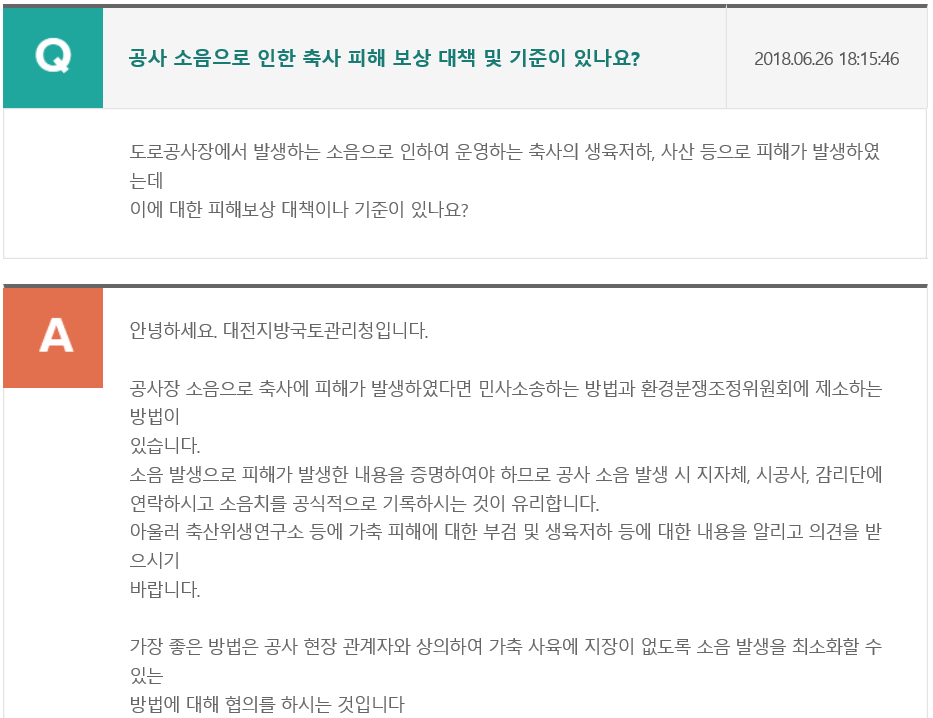 Q
공사 소음으로 인한 축사 피해 보상 대책 및 기준이 있나요?
2018.06.26 18:15:46
도로공사장에서 발생하는 소음으로 인하여 운영하는 축사의 생육저하, 사산 등으로 피해가 발생하였
는데
이에 대한 피해보상 대책이나 기준이 있나요?
A
안녕하세요. 대전지방국토관리청입니다.
공사장 소음으로 축사에 피해가 발생하였다면 민사소송하는 방법과 환경분쟁조정위원회에 제소하는
방법이
있습니다.
소음 발생으로 피해가 발생한 내용을 증명하여야 하므로 공사 소음 발생 시 지자체, 시공사, 감리단에
연락하시고 소음치를 공식적으로 기록하시는 것이 유리합니다.
아울러 축산위생연구소 등에 가축 피해에 대한 부검 및 생육저하 등에 대한 내용을 알리고 의견을 받
으시기
바랍니다.
가장 좋은 방법은 공사 현장 관계자와 상의하여 가축 사육에 지장이 없도록 소음 발생을 최소화할 수
있는
방법에 대해 협의를 하시는 것입니다